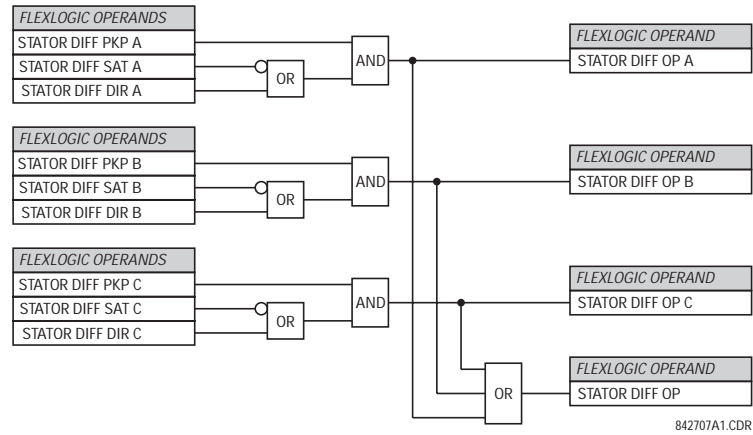 FLEXLOGIC OPERANDS
STATOR DIFF PKP A
STATOR DIFF SAT A
STATOR DIFF DIR A
OR
AND
FLEXLOGIC OPERAND
STATOR DIFF OP A
FLEXLOGIC OPERANDS
STATOR DIFF PKP B
STATOR DIFF SAT B
STATOR DIFF DIR B
OR
AND
FLEXLOGIC OPERAND
STATOR DIFF OP B
FLEXLOGIC OPERANDS
STATOR DIFF PKP C
STATOR DIFF SAT C
STATOR DIFF DIR C
OR
AND
FLEXLOGIC OPERAND
STATOR DIFF OP C
OR
FLEXLOGIC OPERAND
STATOR DIFF OP
842707A1.CDR